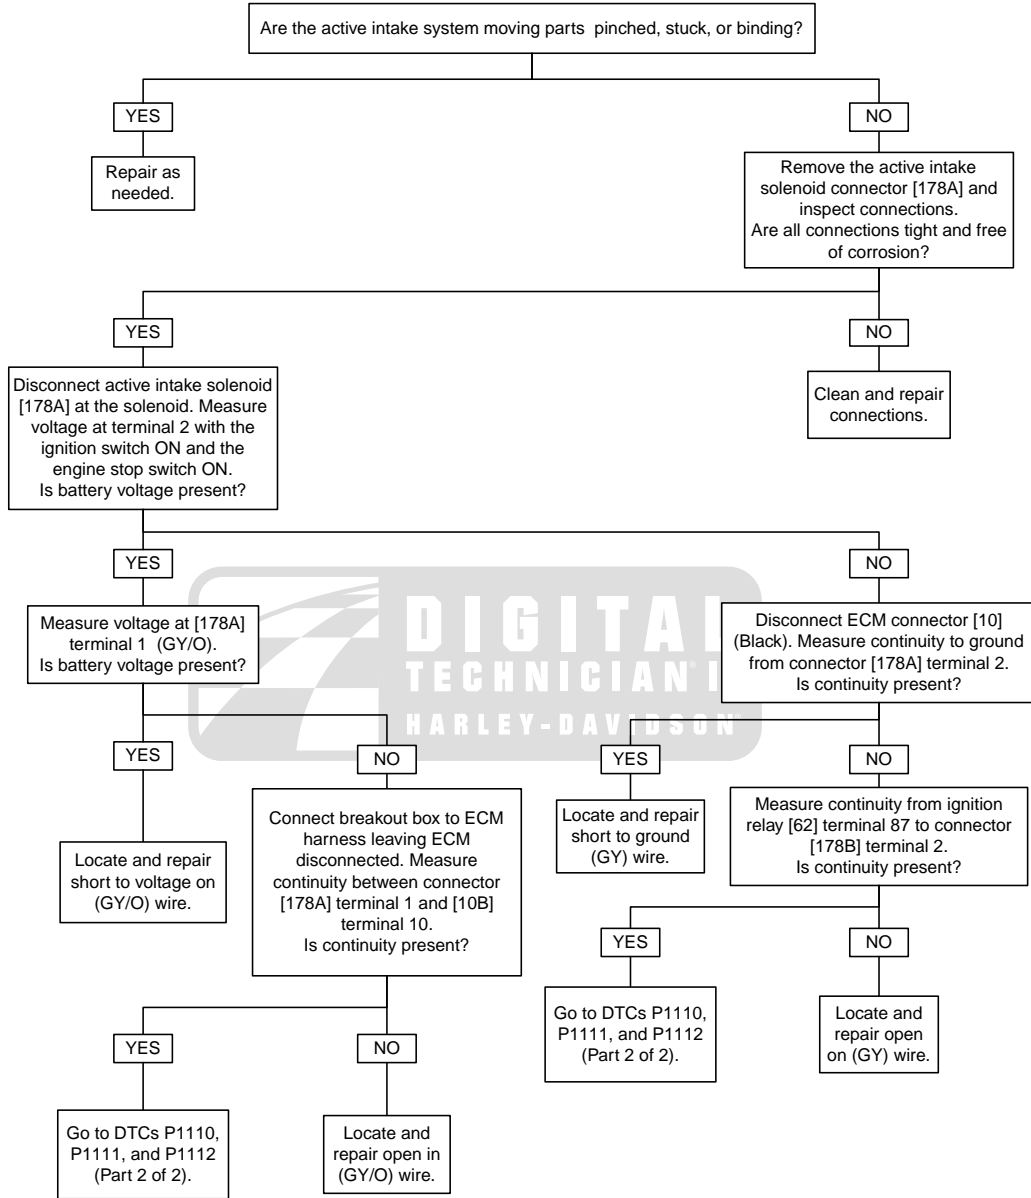 Are the active intake system moving parts pinched, stuck, or binding?
YES
NO
Repair as
needed.
Remove the active intake
solenoid connector [178A] and
inspect connections.
Are all connections tight and free
of corrosion?
YES
NO
Disconnect active intake solenoid
[178A] at the solenoid. Measure
voltage at terminal 2 with the
ignition switch ON and the
engine stop switch ON.
Is battery voltage present?
Clean and repair
connections.
YES
NO
Measure voltage at [178A]
terminal 1 (GY/O).
Is battery voltage present?
Disconnect ECM connector [10]
(Black). Measure continuity to ground
from connector [178A] terminal 2.
Is continuity present?
DIGITAL
TECHNICIAN
HARLEY-DAVIDSON
YES
NO
YES
NO
Locate and repair
short to voltage on
(GY/O) wire.
Connect breakout box to ECM
harness leaving ECM
disconnected. Measure
continuity between connector
[178A] terminal 1 and [10B]
terminal 10.
Is continuity present?
Locate and repair
short to ground
(GY) wire.
Measure continuity from ignition
relay [62] terminal 87 to connector
[178B] terminal 2.
Is continuity present?
YES
NO
Go to DTCs P1110,
P1111, and P1112
(Part 2 of 2).
Locate and
repair open
on (GY) wire.
YES
NO
Go to DTCs P1110,
P1111, and P1112
(Part 2 of 2).
Locate and
repair open in
(GY/O) wire.